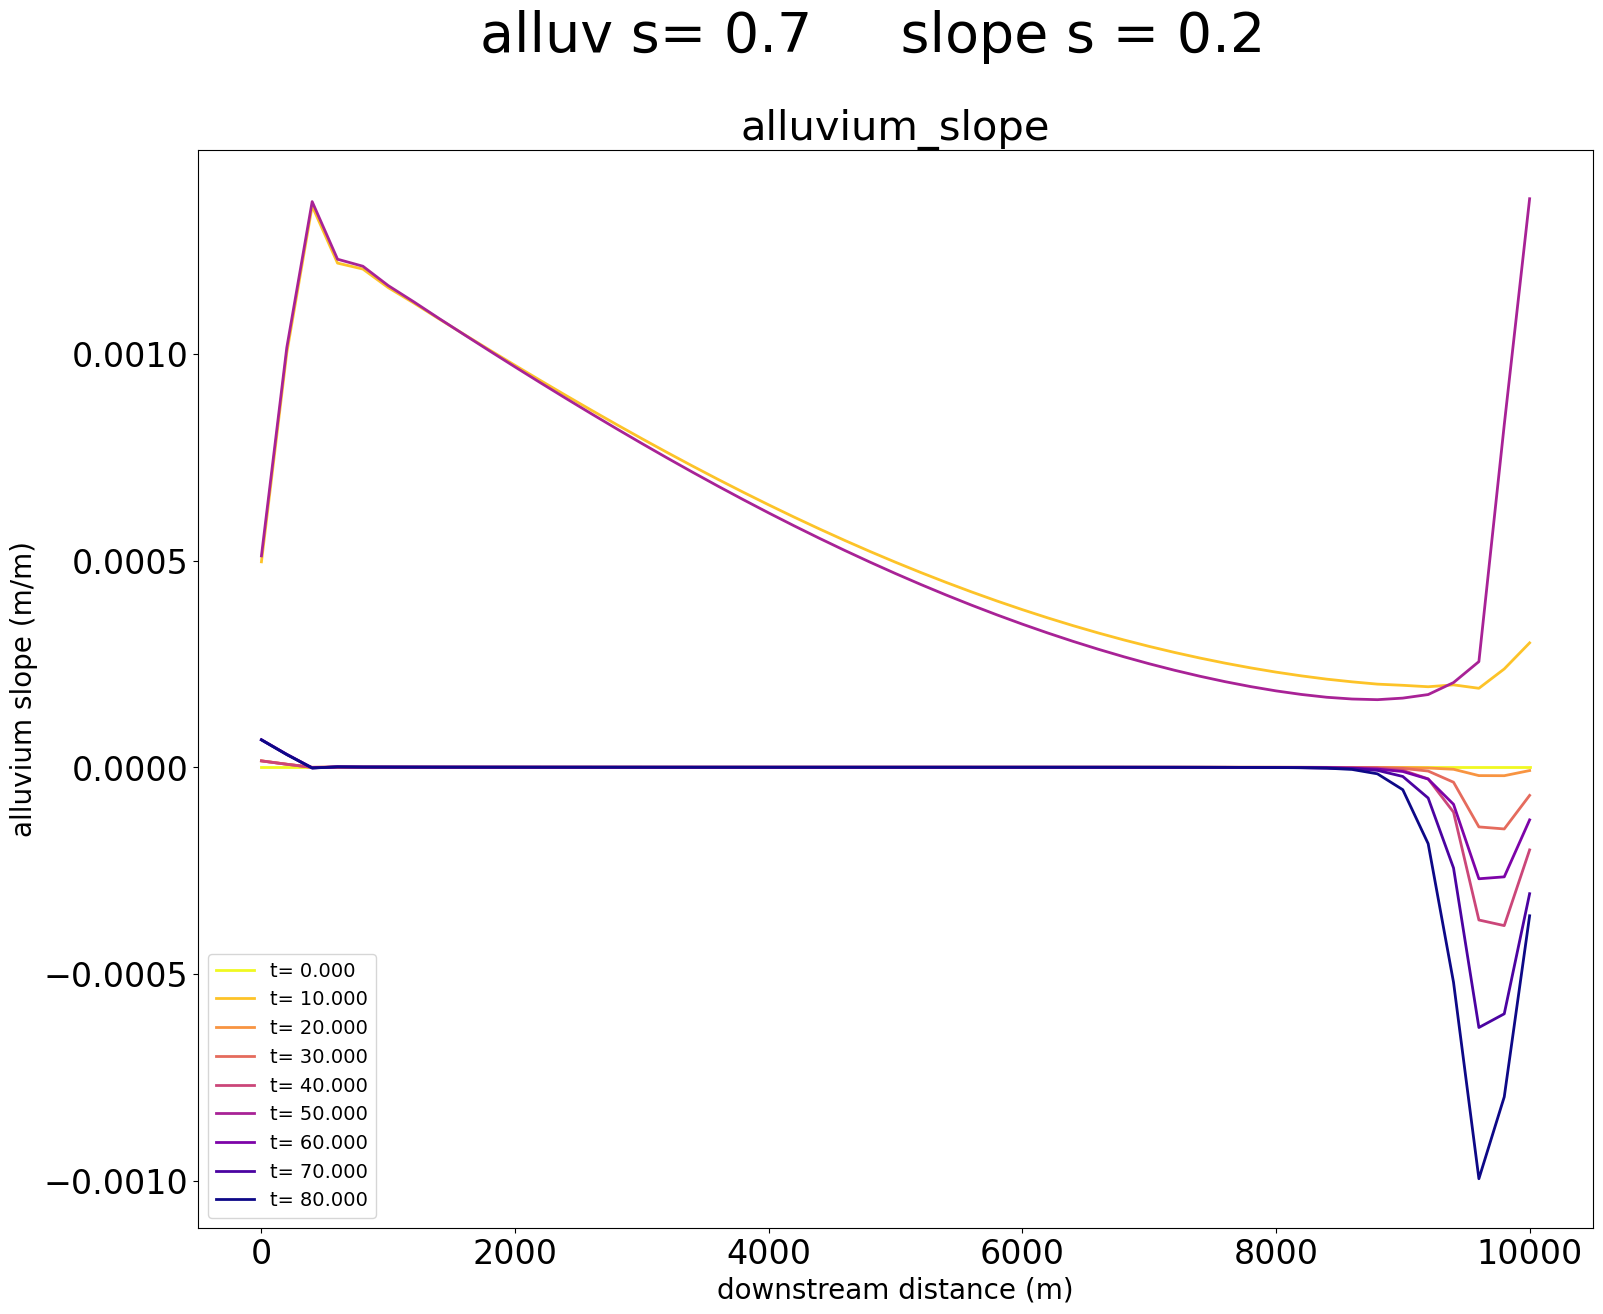 alluv s= 0.7     slope s = 0.2
alluvium_slope
0.0010
0.0005
0.0000
−0.0005
−0.0010
alluvium slope (m/m)
t= 0.000
t= 10.000
t= 20.000
t= 30.000
t= 40.000
t= 50.000
t= 60.000
t= 70.000
t= 80.000
0 2000 4000 6000 8000 10000
downstream distance (m)